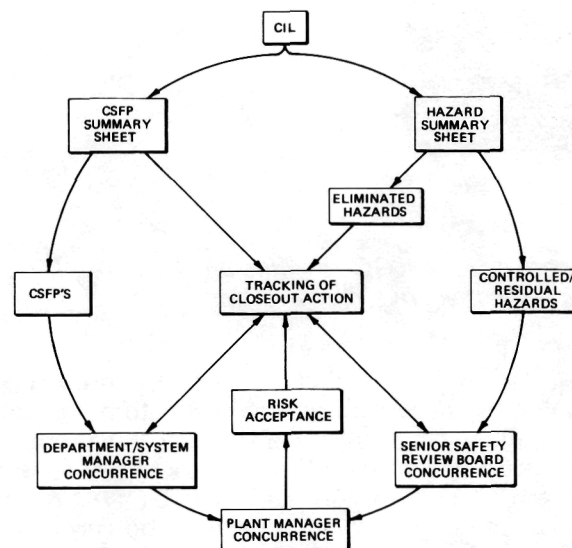 CIL
CSFP
SUMMARY
SHEET
HAZARD
SUMMARY
SHEET
ELIMINATED
HAZARDS
CSFP'S
TRACKING OF
CLOSEOUT ACTION
CONTROLLED/
RESIDUAL
HAZARDS
RISK
ACCEPTANCE
DEPARTMENT/SYSTEM
MANAGER
CONCURRENCE
SENIOR SAFETY
REVIEW BOARD
CONCURRENCE
PLANT MANAGER
CONCURRENCE